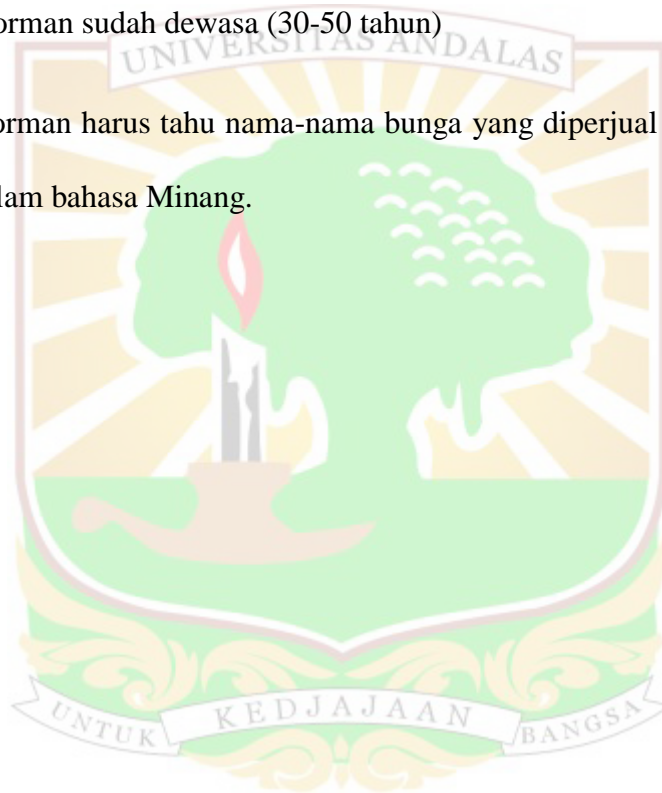 orman sudah dewasa (30-50 tahun)
UNIVERSITAS ANDALAS
orman harus tahu nama-nama bunga yang diperjual
lam bahasa Minang.
UNTUK KEDJAJAAN BANGSA